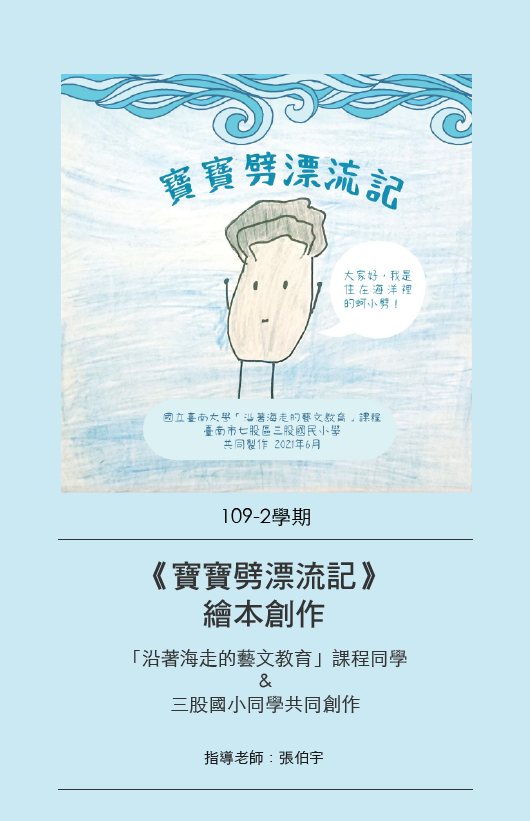 寶寶劈漂流記
大家好，我是
住在海洋裡
的蚵小劈！
國立臺南大學「沿著海走的藝文教育」課程
臺南市七股區三股國民小學
共同製作 2021年6月
109-2學期
《寶寶劈漂流記》
繪本創作
「沿著海走的藝文教育」課程同學
&
三股國小同學共同創作
指導老師：張伯宇